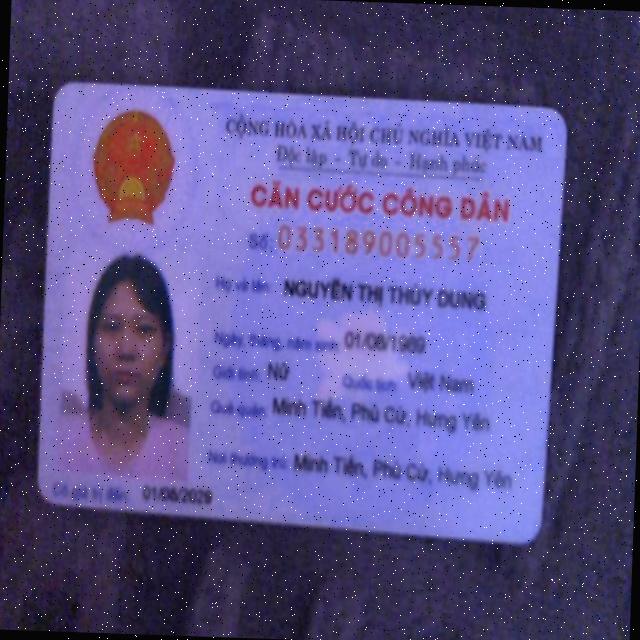 CỘNG HÒA XÃ HỘI CHỦ NGHĨA VIỆT NAM
Độc lập - Tự do - Hạnh phúc
CĂN CƯỚC CÔNG DÂN
Số: 033189005557
Họ và tên: NGUYỄN THỊ THÙY DUNG
Ngày, tháng, năm sinh: 01/08/1989
Giới tính: Nữ Quốc tịch: Việt Nam
Quê quán: Minh Tiến, Phù Cừ, Hưng Yên
Nơi thường trú: Minh Tiến, Phù Cừ, Hưng Yên
Có giá trị đến: 01/08/2029